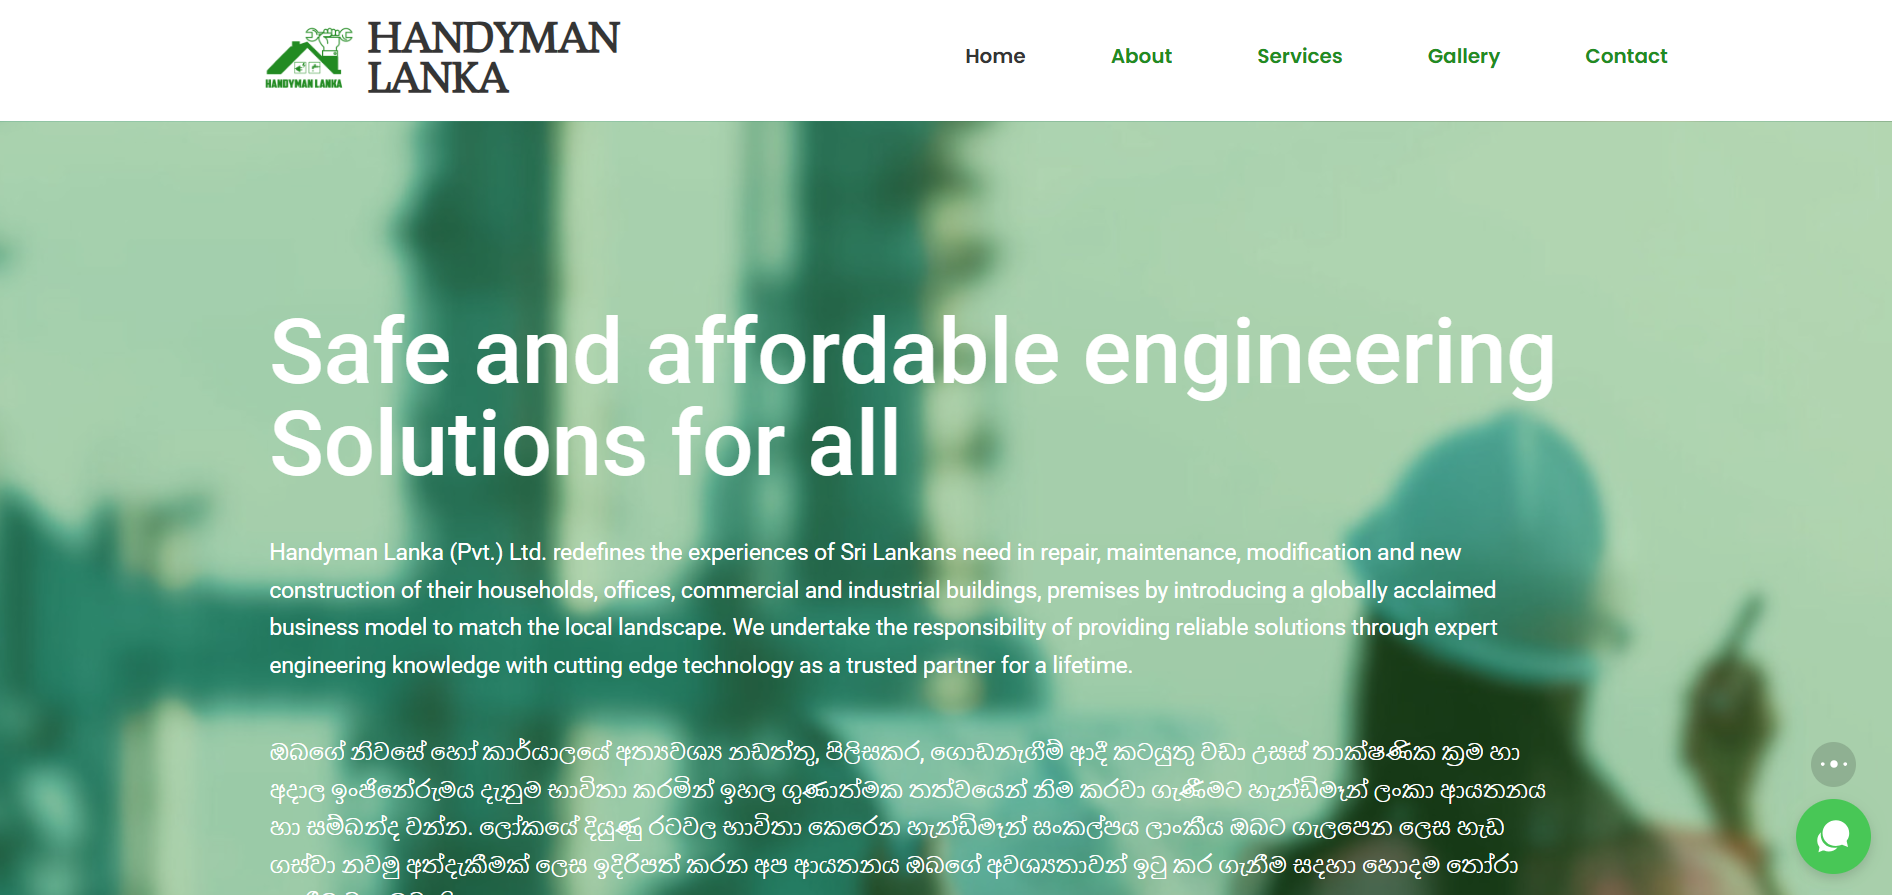 HANDYMAN LANKA
HANDYMAN
LANKA
Home
About
Services
Gallery
Contact
Safe and affordable engineering
Solutions for all
Handyman Lanka (Pvt.) Ltd. redefines the experiences of Sri Lankans need in repair, maintenance, modification and new
construction of their households, offices, commercial and industrial buildings, premises by introducing a globally acclaimed
business model to match the local landscape. We undertake the responsibility of providing reliable solutions through expert
engineering knowledge with cutting edge technology as a trusted partner for a lifetime.
ඔබගේ නිවසේ හෝ කාර්යාලයේ අත්‍යවශ්‍ය නඩත්තු, පිලිසකර, ගොඩනැගීම් ආදී කටයුතු වඩා උසස් තාක්ෂණික ක්‍රම හා
අදාල ඉංජිනේරුමය දැනුම භාවිතා කරමින් ඉහල ගුණාත්මක තත්වයෙන් නිම කරවා ගැණීමට හැන්ඩිමෑන් ලංකා ආයතනය
හා සම්බන්ද වන්න. ලෝකයේ දියුණු රටවල භාවිතා කෙරෙන හැන්ඩිමෑන් සංකල්පය ලාංකීය ඔබට ගැලපෙන ලෙස හැඩ
ගස්වා නවමු අත්දැකීමක් ලෙස ඉදිරිපත් කරන අප ආයතනය ඔබගේ අවශ්‍යතාවන් ඉටු කර ගැනීම සදහා හොදම තෝරා